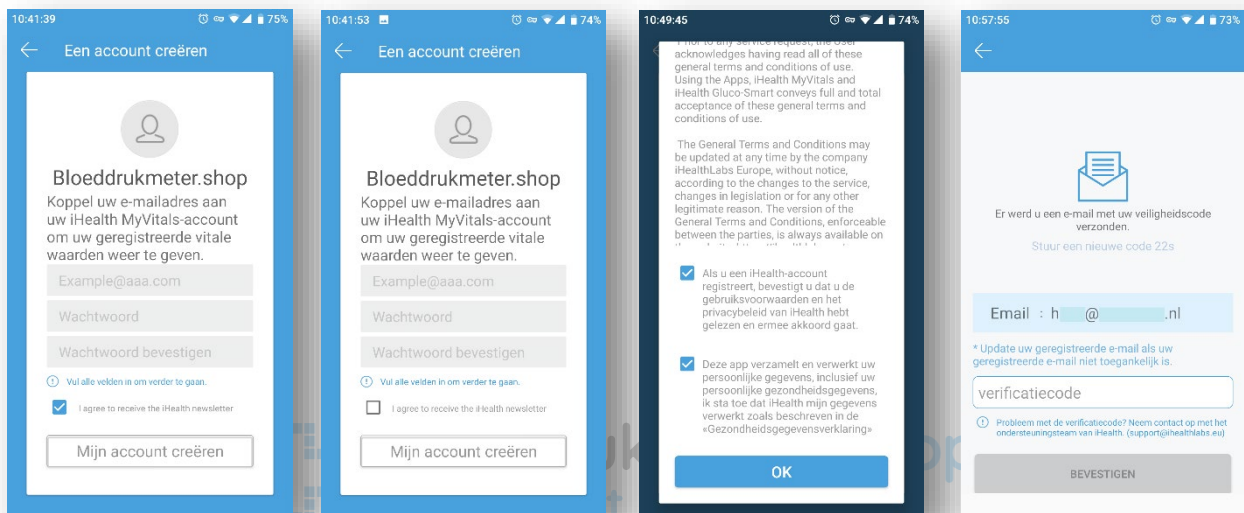 10:41:39
75%
Een account creëren
Bloeddrukmeter.shop
Koppel uw e-mailadres aan
uw iHealth MyVitals-account
om uw geregistreerde vitale
waarden weer te geven.
Example@aaa.com
Wachtwoord
Wachtwoord bevestigen
Vul alle velden in om verder te gaan.
I agree to receive the iHealth newsletter
Mijn account creëren
10:41:53
74%
Een account creëren
Bloeddrukmeter.shop
Koppel uw e-mailadres aan
uw iHealth MyVitals-account
om uw geregistreerde vitale
waarden weer te geven.
Example@aaa.com
Wachtwoord
Wachtwoord bevestigen
Vul alle velden in om verder te gaan.
I agree to receive the iHealth newsletter
Mijn account creëren
10:49:45
74%
Prior to any service request, the User
acknowledges having read all of these
general terms and conditions of use.
Using the Apps, iHealth MyVitals and
iHealth Gluco-Smart conveys full and total
acceptance of these general terms and
conditions of use.
The General Terms and Conditions may
be updated at any time by the company
iHealthLabs Europe, without notice,
according to the changes to the service,
changes in legislation or for any other
legitimate reason. The version of the
General Terms and Conditions, enforceable
between the parties, is always available on
Als u een iHealth-account
registreert, bevestigt u dat u de
gebruiksvoorwaarden en het
privacybeleid van iHealth hebt
gelezen en ermee akkoord gaat.
Deze app verzamelt en verwerkt uw
persoonlijke gegevens, inclusief uw
persoonlijke gezondheidsgegevens,
ik sta toe dat iHealth mijn gegevens
verwerkt zoals beschreven in de
«Gezondheidsgegevensverklaring»
OK
10:57:55
73%
Er werd u een e-mail met uw veiligheidscode
verzonden.
Stuur een nieuwe code 22s
Email : h @ .nl
* Update uw geregistreerde e-mail als uw
geregistreerde e-mail niet toegankelijk is.
verificatiecode
Probleem met de verificatiecode? Neem contact op met het
ondersteuningsteam van iHealth. (support@ihealthlabs.eu)
BEVESTIGEN